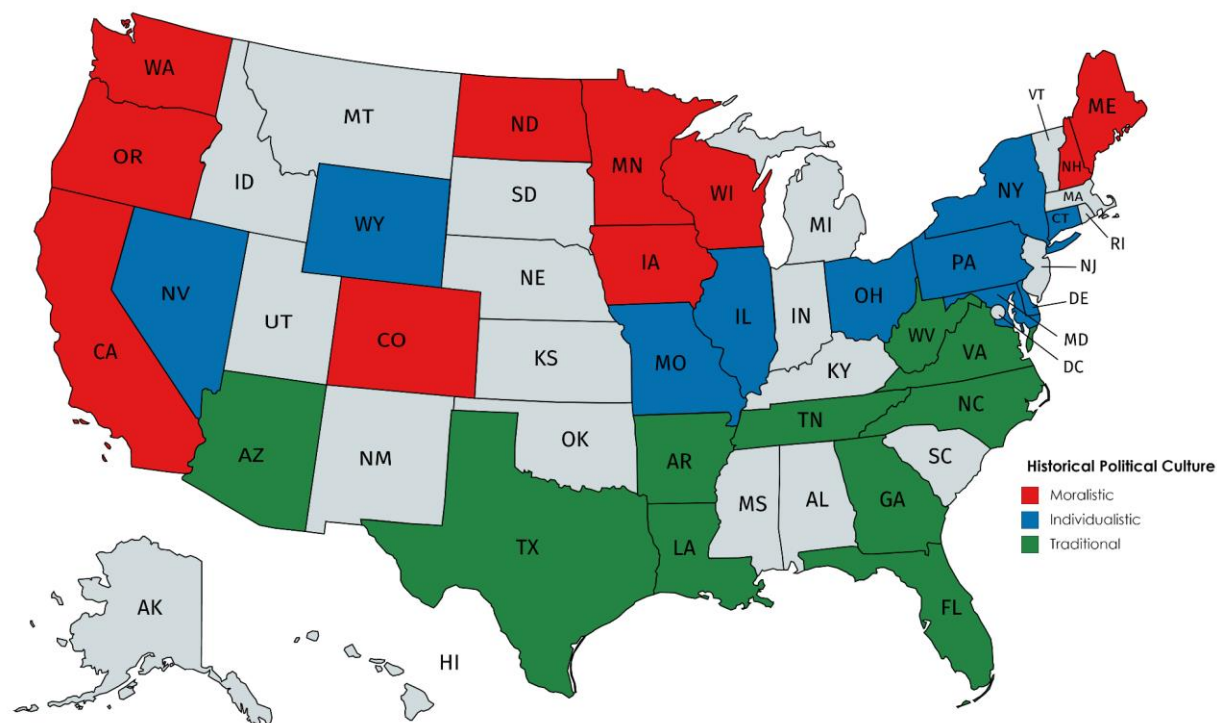 WA
MT
ND
MN
VT
ME
OR
ID
SD
WI
NY
NH
MA
WY
MI
CT
RI
NV
NE
IA
PA
NJ
UT
IL
IN
OH
DE
CA
CO
KS
MO
WV
VA
MD
KY
DC
AZ
NM
OK
AR
TN
NC
SC
MS
AL
GA
TX
LA
FL
AK
HI
Historical Political Culture
Moralistic
Individualistic
Traditional